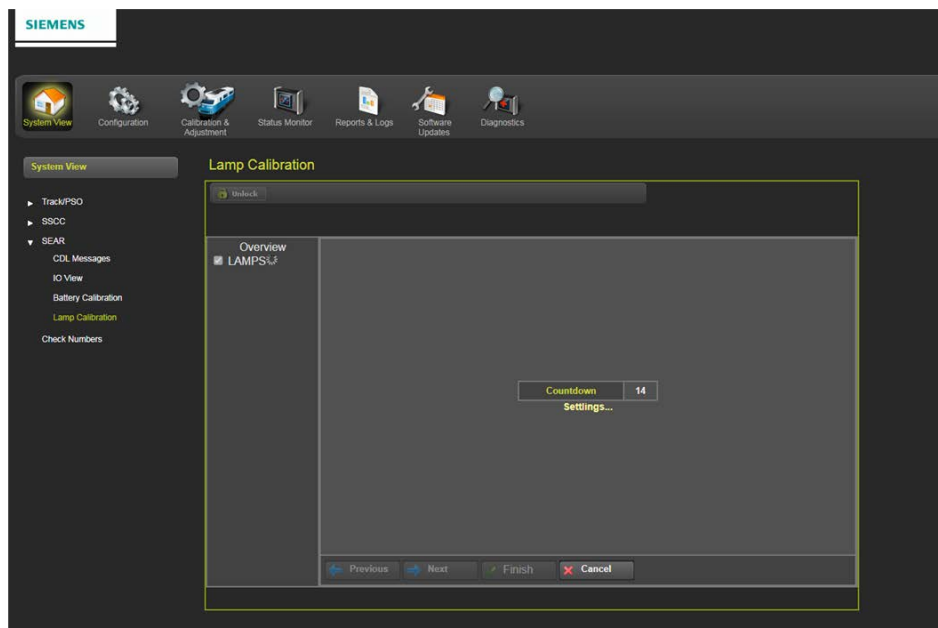 SIEMENS
System View
Configuration
Calibration &
Adjustment
Status Monitor
Reports & Logs
Software
Updates
Diagnostics
System View
Lamp Calibration
Unlock
Track/PSO
SSCC
SEAR
CDL Messages
IO View
Battery Calibration
Lamp Calibration
Check Numbers
Overview
LAMPS
Countdown 14
Settlings...
Previous Next Finish Cancel